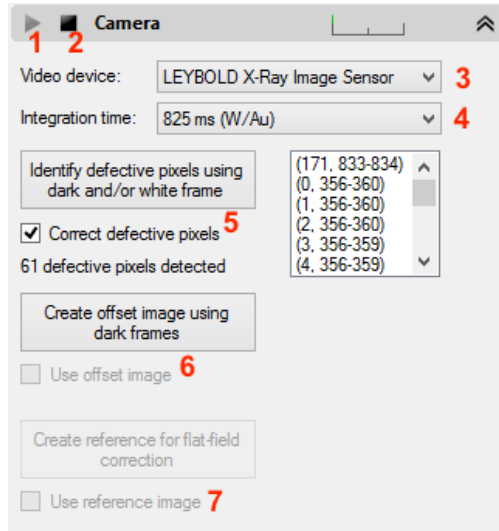 Camera
1 2
Video device: LEYBOLD X-Ray Image Sensor 3
Integration time: 825 ms (W/Au) 4
Identify defective pixels using
dark and/or white frame
5
Correct defective pixels
61 defective pixels detected
(171, 833-834)
(0, 356-360)
(1, 356-360)
(2, 356-360)
(3, 356-359)
(4, 356-359)
Create offset image using
dark frames
Use offset image 6
Create reference for flat-field
correction
Use reference image 7